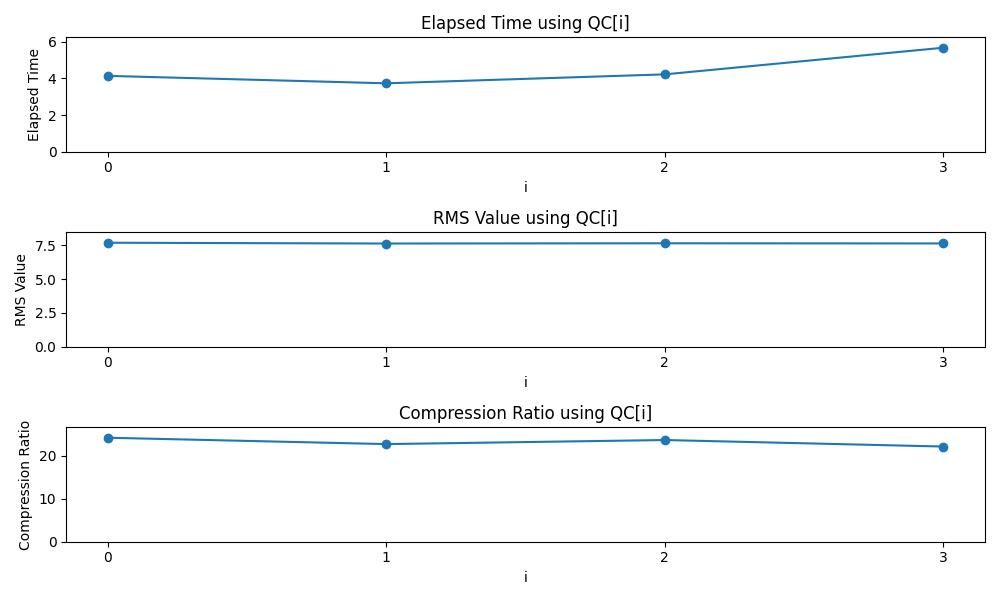 Elapsed Time using QC[i]
Elapsed Time
6
4
2
0
0 1 2 3
i
RMS Value using QC[i]
RMS Value
7.5
5.0
2.5
0.0
0 1 2 3
i
Compression Ratio using QC[i]
Compression Ratio
20
10
0
0 1 2 3
i